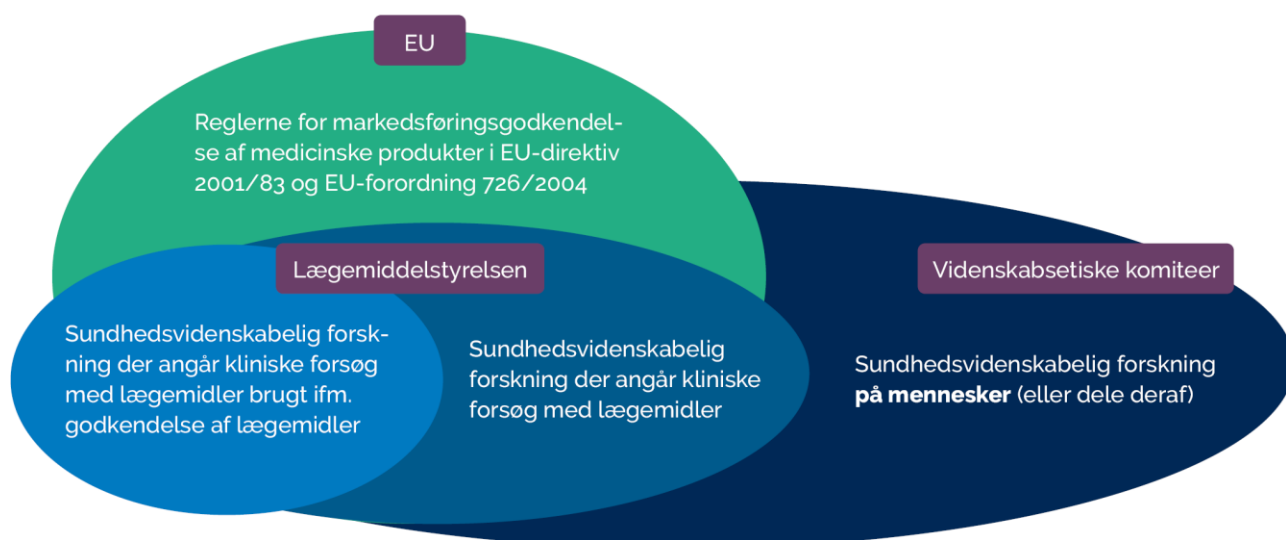 EU
Reglerne for markedsføringsgodkendel-
se af medicinske produkter i EU-direktiv
2001/83 og EU-forordning 726/2004
Lægemiddelstyrelsen
Videnskabsetiske komiteer
Sundhedsvidenskabelig forsk-
ning der angår kliniske forsøg
med lægemidler brugt ifm.
godkendelse af lægemidler
Sundhedsvidenskabelig
forskning der angår kliniske
forsøg med lægemidler
Sundhedsvidenskabelig forskning
på mennesker (eller dele deraf)